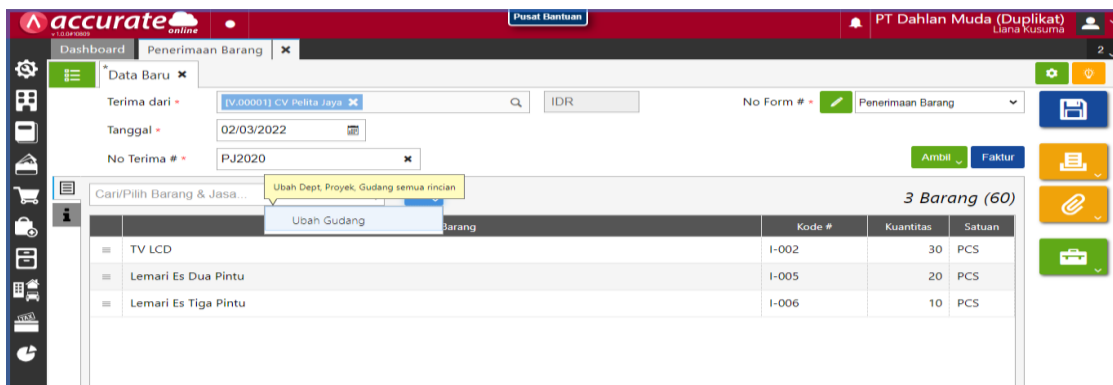 accurate
online
v 1.0.0#10809
Pusat Bantuan
PT Dahlan Muda (Duplikat)
Liana Kusuma
Dashboard
Penerimaan Barang
2
*Data Baru
Terima dari *
[V.00001] CV Pelita Jaya
IDR
No Form # *
Penerimaan Barang
Tanggal *
02/03/2022
No Terima # *
PJ2020
Ambil
Faktur
Cari/Pilih Barang & Jasa...
Ubah Dept, Proyek, Gudang semua rincian
3 Barang (60)
Ubah Gudang
Barang
Kode #
Kuantitas
Satuan
TV LCD
I-002
30
PCS
Lemari Es Dua Pintu
I-005
20
PCS
Lemari Es Tiga Pintu
I-006
10
PCS